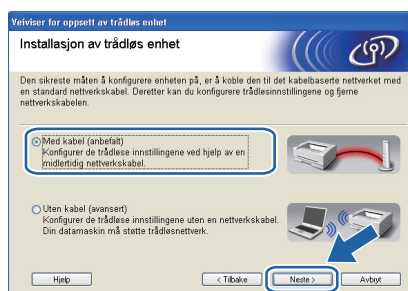 Veiviser for oppsett av trådløs enhet
Installasjon av trådløs enhet
Den sikreste måten å konfigurere enheten på, er å koble den til det kabelbaserte nettverket med
en standard nettverkskabel. Deretter kan du konfigurere trådløsinnstillingene og fjerne
nettverkskabelen.
Med kabel (anbefalt)
Konfigurer de trådløse innstillingene ved hjelp av en
midlertidig nettverkskabel.
Uten kabel (avansert)
Konfigurer de trådløse innstillingene uten en nettverkskabel.
Din datamaskin må støtte trådløsnettverk.
Hjelp
< Tilbake
Neste >
Avbryt